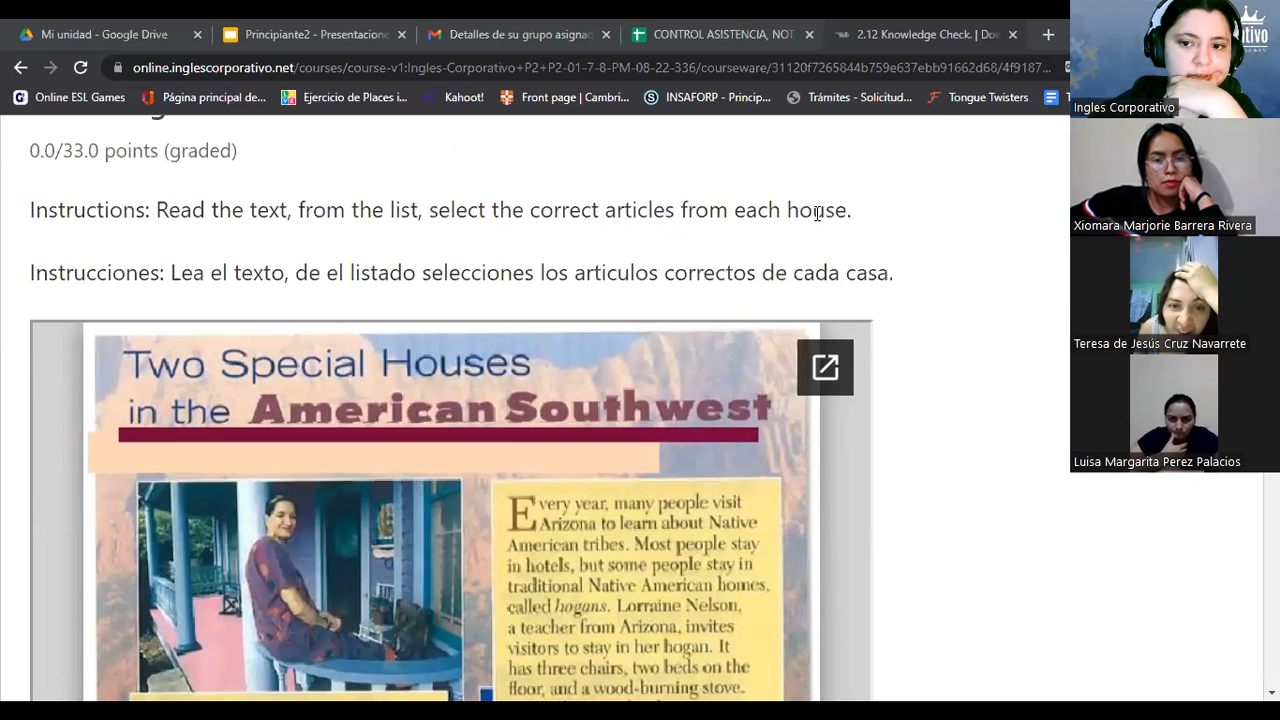 Mi unidad - Google Drive
Principiante2 - Presentacione
Detalles de su grupo asignad
CONTROL ASISTENCIA, NOT
2.12 Knowledge Check. | Doe
online.inglescorporativo.net/courses/course-v1:Ingles-Corporativo+P2+P2-01-7-8-PM-08-22-336/courseware/31120f7265844b759e637ebb91662d68/4f9187...
Online ESL Games
Página principal de...
Ejercicio de Places i...
Kahoot!
Front page | Cambri...
INSAFORP - Princip...
Trámites - Solicitud...
Tongue Twisters
0.0/33.0 points (graded)
Instructions: Read the text, from the list, select the correct articles from each house.
Instrucciones: Lea el texto, de el listado selecciones los articulos correctos de cada casa.
Two Special Houses
in the American Southwest
Every year, many people visit
Arizona to learn about Native
American tribes. Most people stay
in hotels, but some people stay in
traditional Native American homes,
called hogans. Lorraine Nelson,
a teacher from Arizona, invites
visitors to stay in her hogan. It
has three chairs, two beds on the
floor, and a wood-burning stove.
Ingles Corporativo
Xiomara Marjorie Barrera Rivera
Teresa de Jesús Cruz Navarrete
Luisa Margarita Perez Palacios